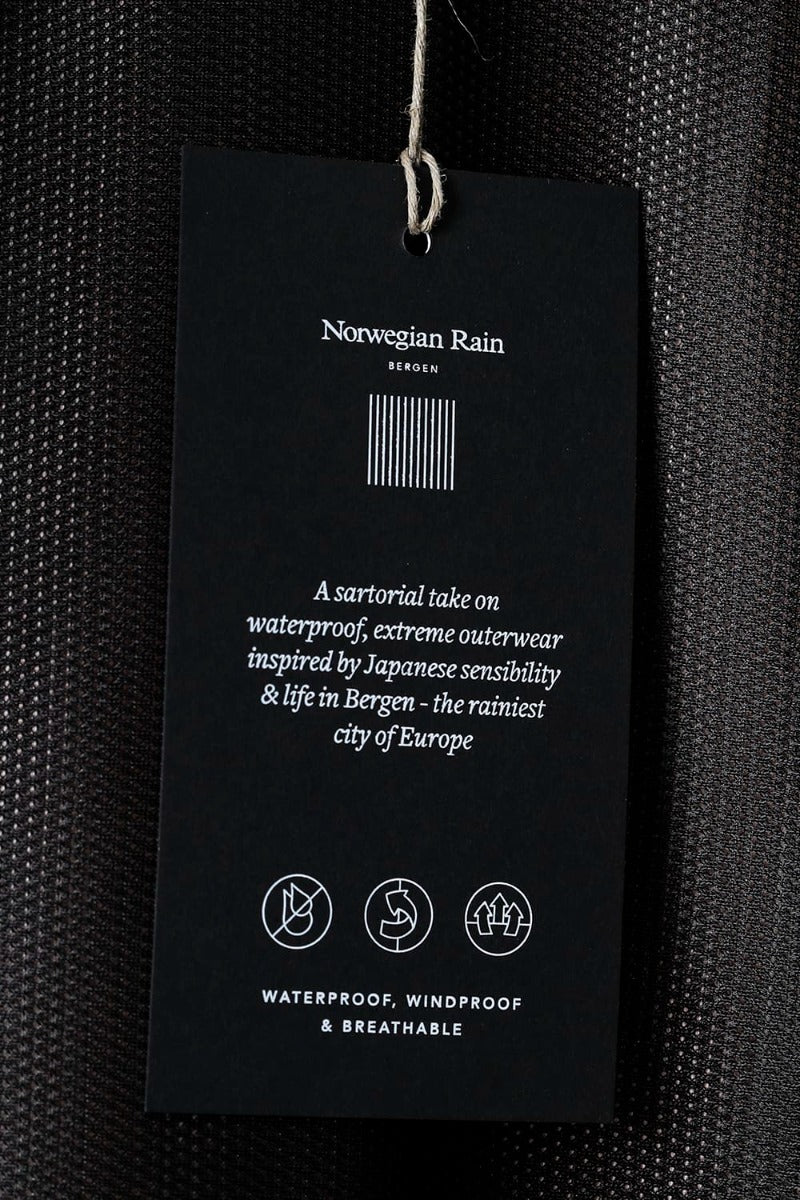 Norwegian Rain
BERGEN
A sartorial take on
waterproof, extreme outerwear
inspired by Japanese sensibility
& life in Bergen - the rainiest
city of Europe
WATERPROOF, WINDPROOF
& BREATHABLE